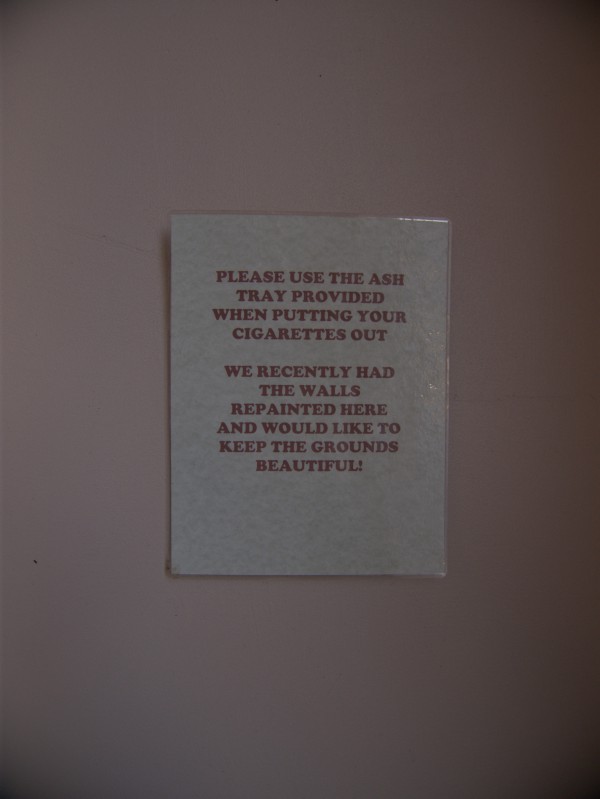 PLEASE USE THE ASH
TRAY PROVIDED
WHEN PUTTING YOUR
CIGARETTES OUT
WE RECENTLY HAD
THE WALLS
REPAINTED HERE
AND WOULD LIKE TO
KEEP THE GROUNDS
BEAUTIFUL!